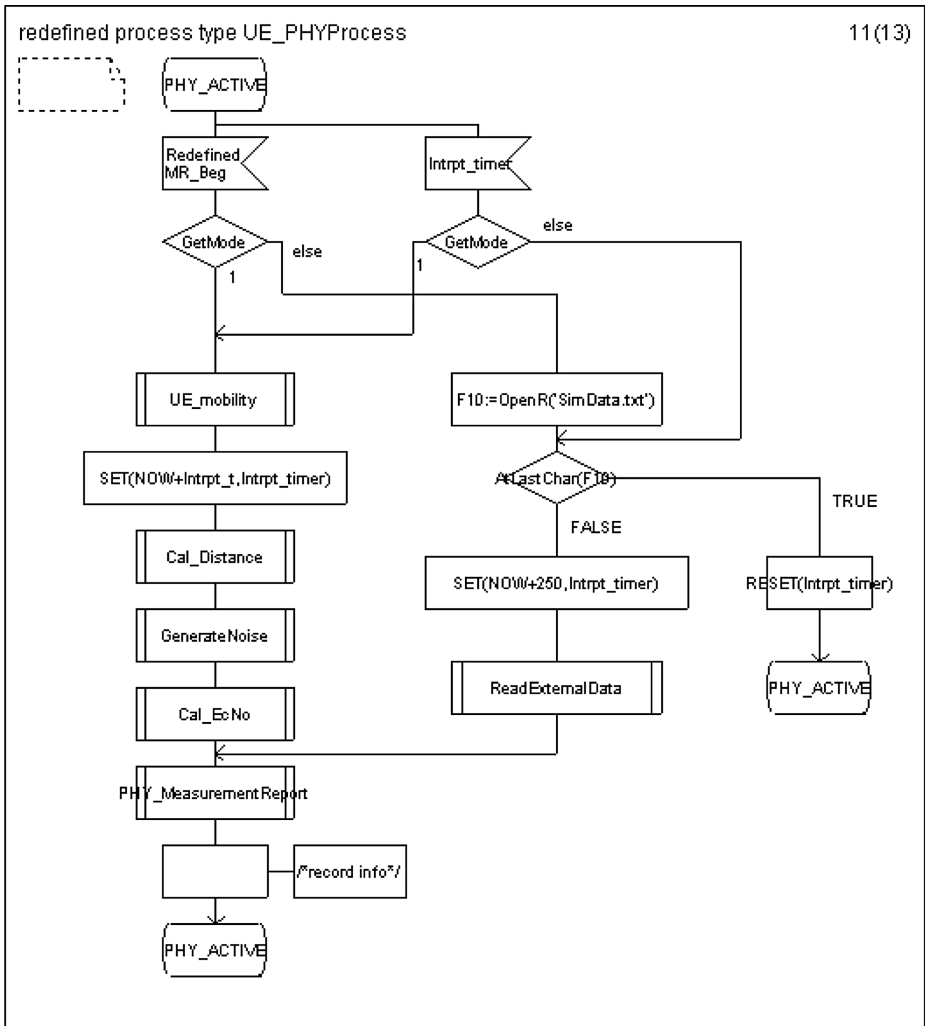 redefined process type UE_PHYProcess
11(13)
PHY_ACTIVE
Redefined
MR_Beg
Intrpt_timer
GetMode
else
1
GetMode
else
1
UE_mobility
F10:=OpenR('SimData.txt')
SET(NOW+Intrpt_t,Intrpt_timer)
AtLastChar(F10)
TRUE
FALSE
Cal_Distance
SET(NOW+250,Intrpt_timer)
RESET(Intrpt_timer)
GenerateNoise
ReadExternalData
PHY_ACTIVE
Cal_EcNo
PHY_MeasurementReport
/*record info*/
PHY_ACTIVE